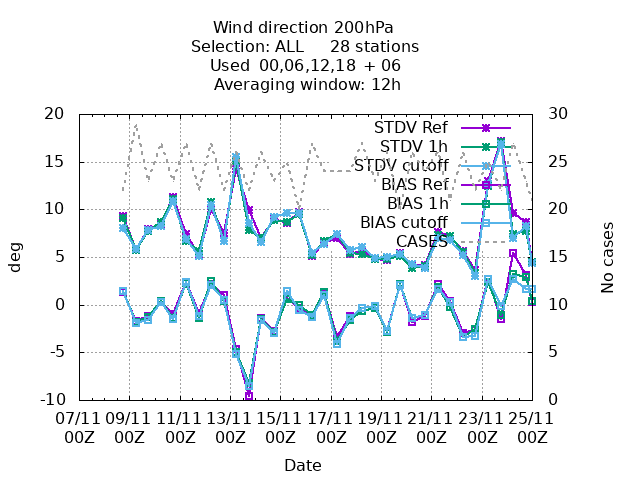 Wind direction 200hPa
Selection: ALL 28 stations
Used 00,06,12,18 + 06
Averaging window: 12h
20 30
STDV Ref
STDV 1h
15 25
STDV cutoff
BIAS Ref
BIAS 1h
10 20
BIAS cutoff
CASES
5 15
deg
No cases
0 10
-5 5
-10 0
07/11 09/11 11/11 13/11 15/11 17/11 19/11 21/11 23/11 25/11
00Z 00Z 00Z 00Z 00Z 00Z 00Z 00Z 00Z 00Z
Date